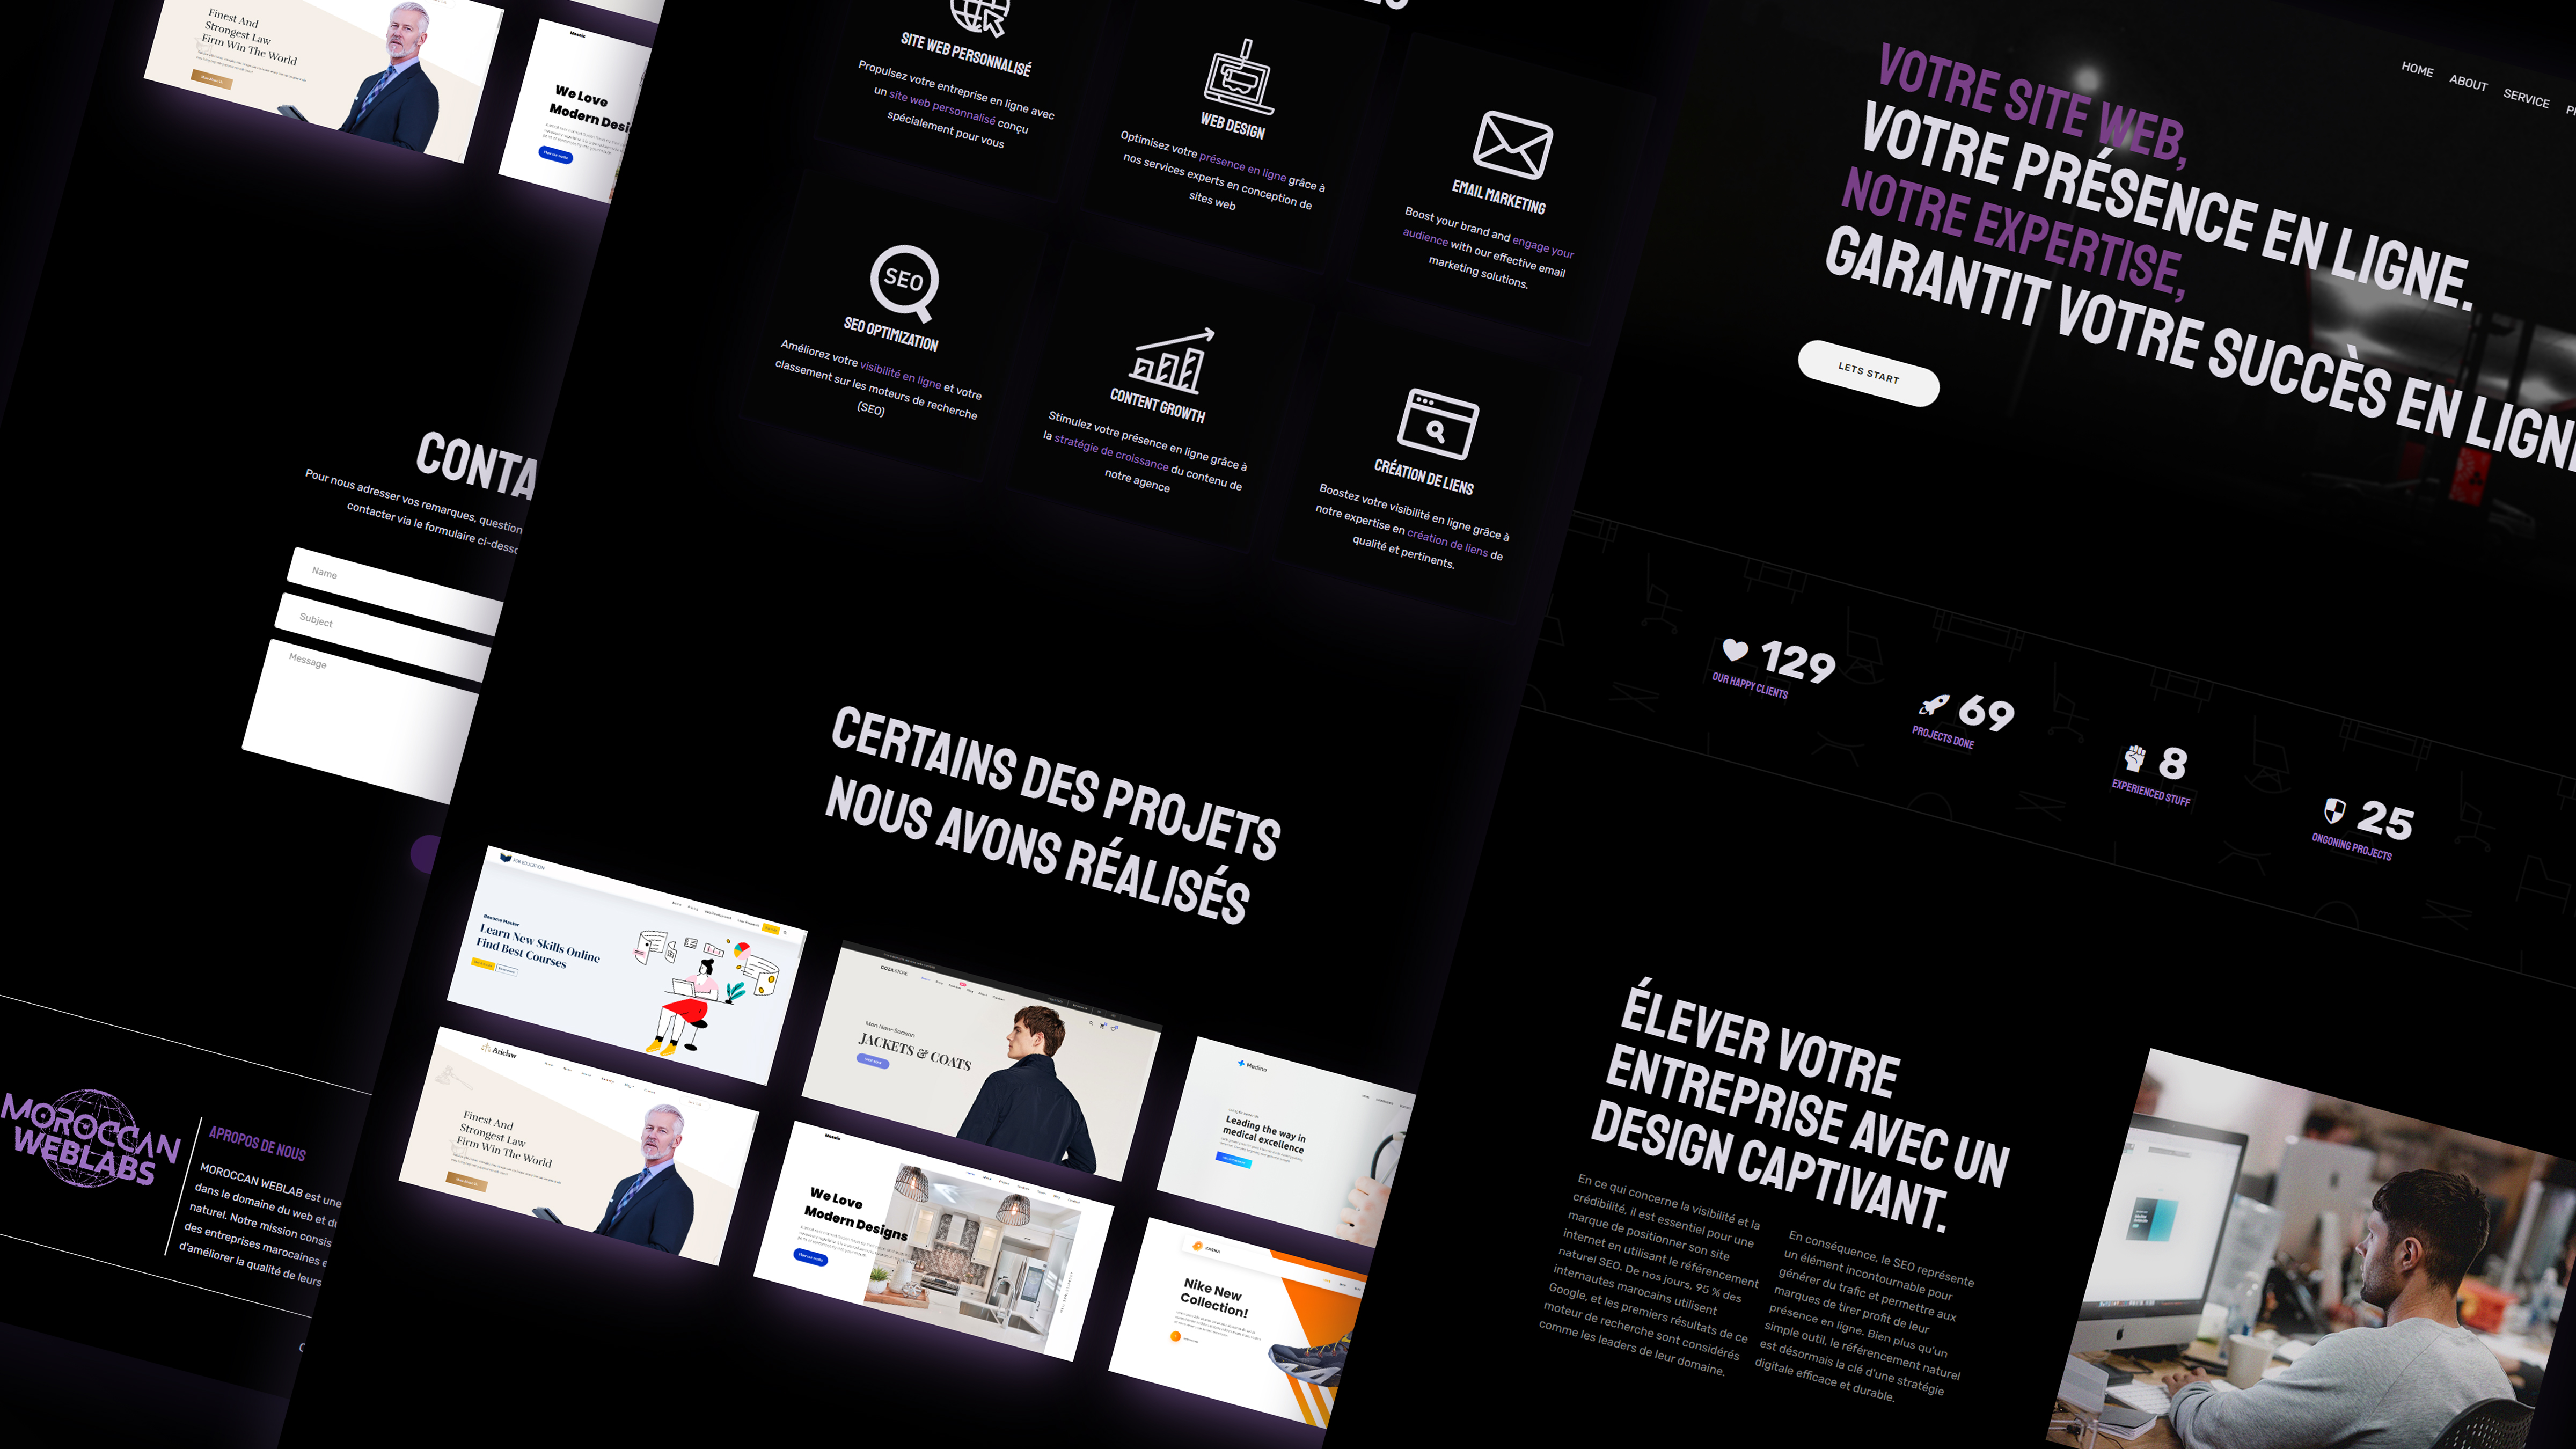 Finest And
Strongest Law
Firm Win The World
Mosaic
We Love
Modern Desi
CONTA
Pour nous adresser vos remarques, question
contacter via le formulaire ci-desso
Name
Subject
Message
MOROCCAN
WEBLABS
APROPOS DE NOUS
MOROCCAN WEBLAB est une
dans le domaine du web et du
naturel. Notre mission consis
des entreprises marocaines e
d'améliorer la qualité de leurs
SITE WEB PERSONNALISÉ
Propulsez votre entreprise en ligne avec
un site web personnalisé conçu
spécialement pour vous
WEB DESIGN
Optimisez votre présence en ligne grâce à
nos services experts en conception de
sites web
EMAIL MARKETING
Boost your brand and engage your
audience with our effective email
marketing solutions.
SEO
SEO OPTIMIZATION
Améliorez votre visibilité en ligne et votre
classement sur les moteurs de recherche
(SEO)
CONTENT GROWTH
Stimulez votre présence en ligne grâce à
la stratégie de croissance du contenu de
notre agence
CRÉATION DE LIENS
Boostez votre visibilité en ligne grâce à
notre expertise en création de liens de
qualité et pertinents.
CERTAINS DES PROJETS
NOUS AVONS RÉALISÉS
FOR EDUCATION
Become Master
Learn New Skills Online
Find Best Courses
COZA STORE
Men New-Season
JACKETS & COATS
Medino
Leading the way in
medical excellence
Ariclaw
Finest And
Strongest Law
Firm Win The World
Mosaic
We Love
Modern Designs
KARMA
Nike New
Collection!
HOME ABOUT SERVICE
VOTRE SITE WEB,
VOTRE PRÉSENCE EN LIGNE.
NOTRE EXPERTISE,
GARANTIT VOTRE SUCCÈS EN LIGN
LETS START
129
OUR HAPPY CLIENTS
69
PROJECTS DONE
8
EXPERIENCED STUFF
25
ONGONING PROJECTS
ÉLEVER VOTRE
ENTREPRISE AVEC UN
DESIGN CAPTIVANT.
En ce qui concerne la visibilité et la
crédibilité, il est essentiel pour une
marque de positionner son site
internet en utilisant le référencement
naturel SEO. De nos jours, 95 % des
internautes marocains utilisent
Google, et les premiers résultats de ce
moteur de recherche sont considérés
comme les leaders de leur domaine.
En conséquence, le SEO représente
un élément incontournable pour
générer du trafic et permettre aux
marques de tirer profit de leur
présence en ligne. Bien plus qu'un
simple outil, le référencement naturel
est désormais la clé d'une stratégie
digitale efficace et durable.